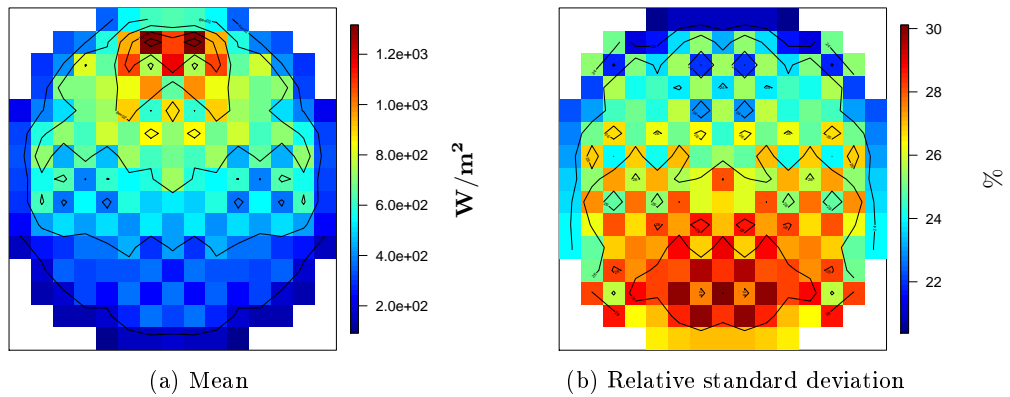 1.2e+03
1.0e+03
8.0e+02
6.0e+02
4.0e+02
2.0e+02
W/m²
30
28
26
24
22
%
(a) Mean
(b) Relative standard deviation